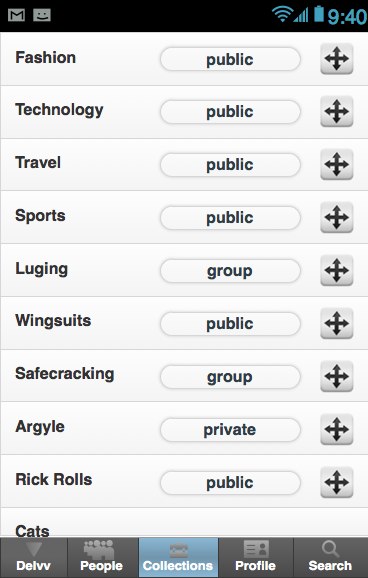 9:40
Fashion public
Technology public
Travel public
Sports public
Luging group
Wingsuits public
Safecracking group
Argyle private
Rick Rolls public
Cats
Delvv People Collections Profile Search